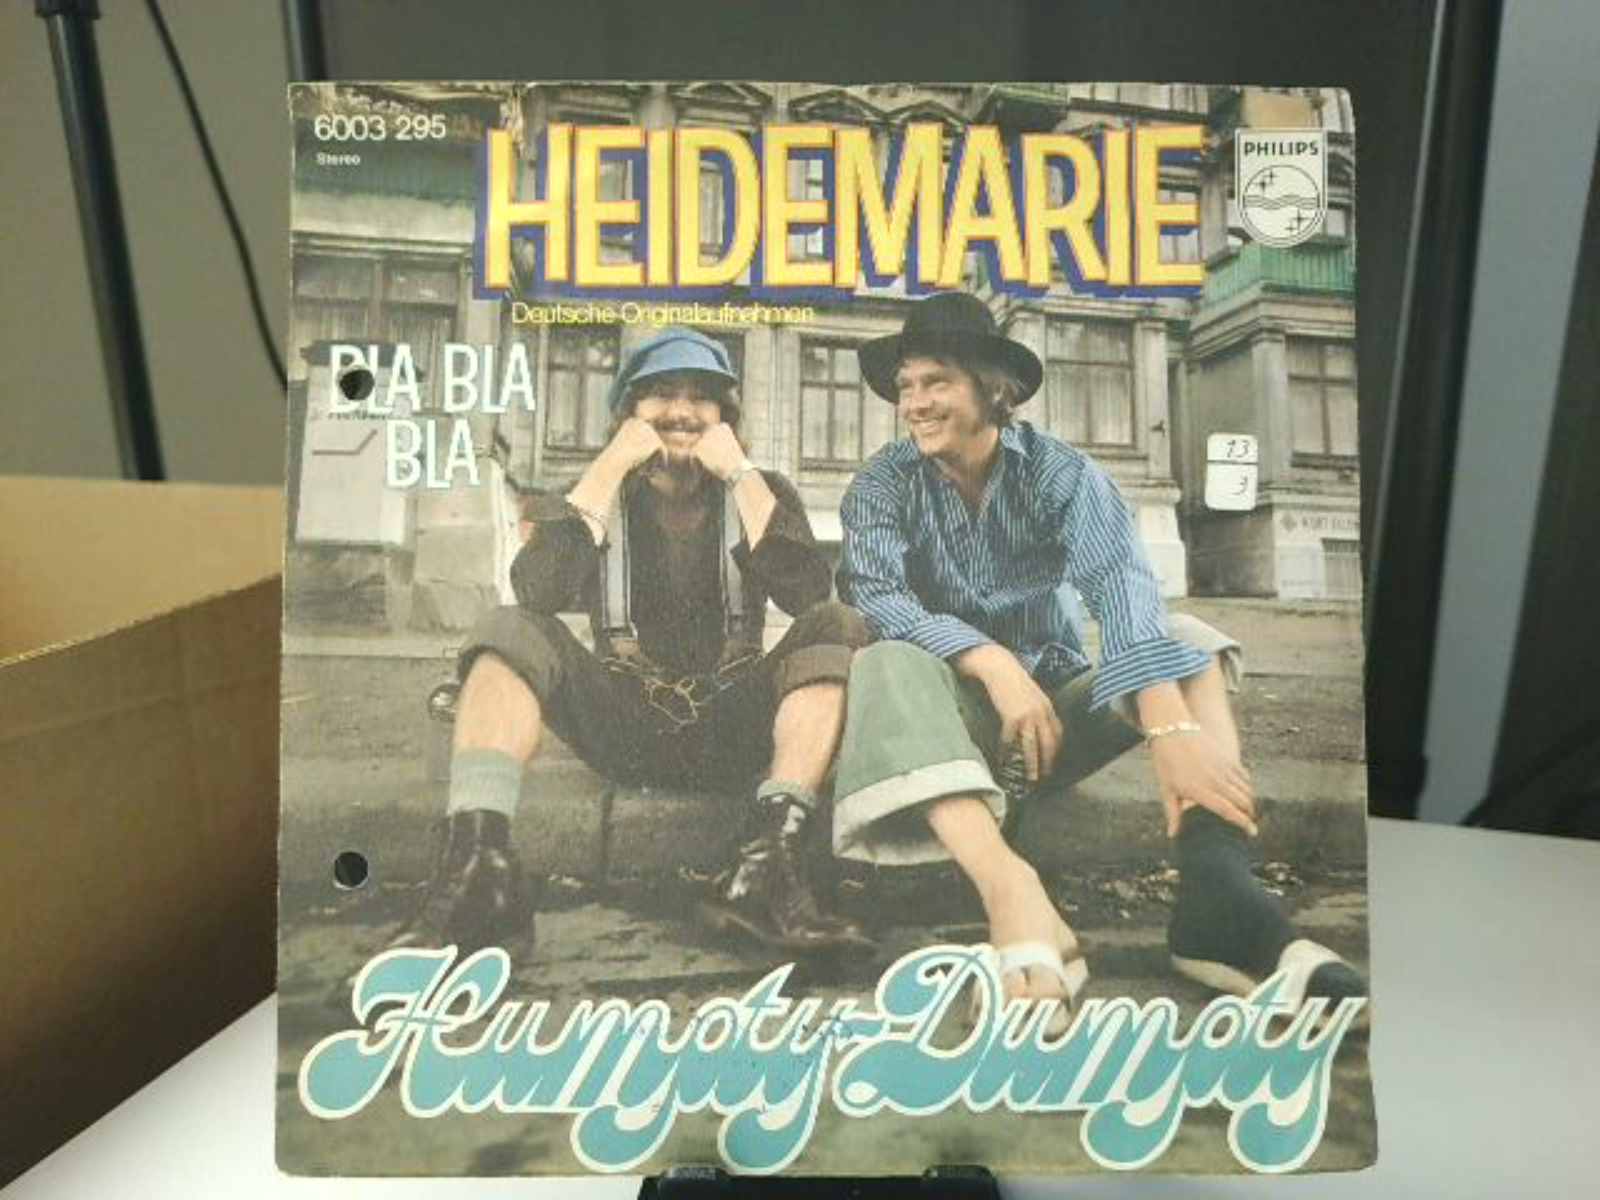 6003 295
Stereo
HEIDEMARIE
PHILIPS
Deutsche Originalaufnahmen
BLA BLA
BLA
13
3
Humpty-Dumpty